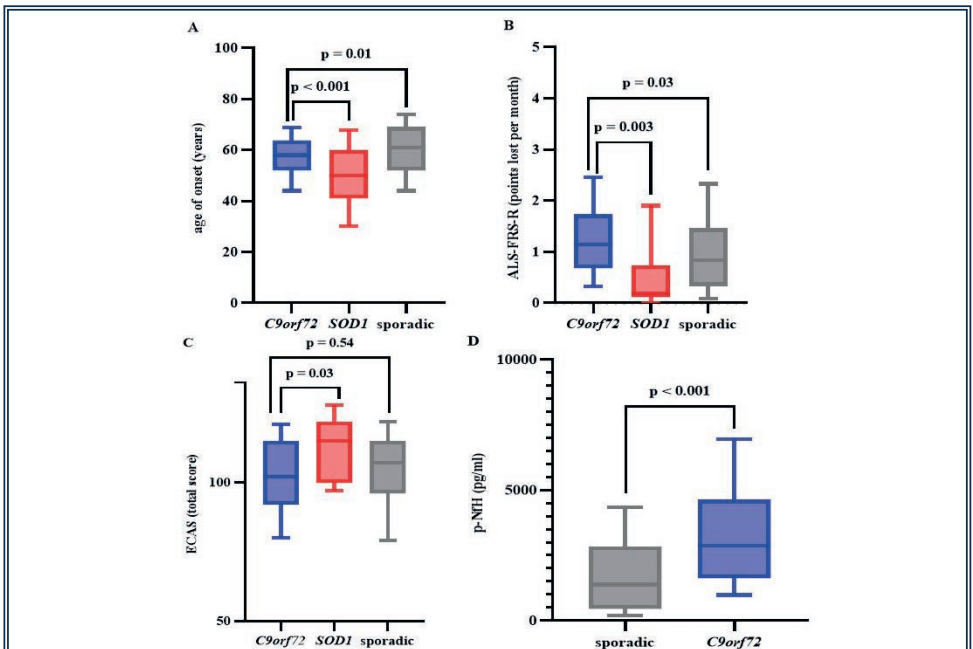 A
100
80
60
40
20
0
age of onset (years)
p = 0.01
p < 0.001
C9orf72 SOD1 sporadic
B
5
4
3
2
1
0
ALS-FRS-R (points lost per month)
p = 0.03
p = 0.003
C9orf72 SOD1 sporadic
C
100
50
ECAS (total score)
p = 0.54
p = 0.03
C9orf72 SOD1 sporadic
D
10000
5000
0
p-NfH (pg/ml)
p < 0.001
sporadic C9orf72